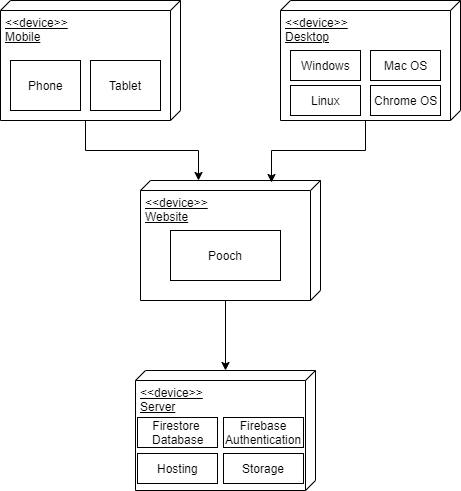 <<device>>
Mobile
Phone
Tablet
<<device>>
Desktop
Windows
Mac OS
Linux
Chrome OS
<<device>>
Website
Pooch
<<device>>
Server
Firestore
Database
Firebase
Authentication
Hosting
Storage